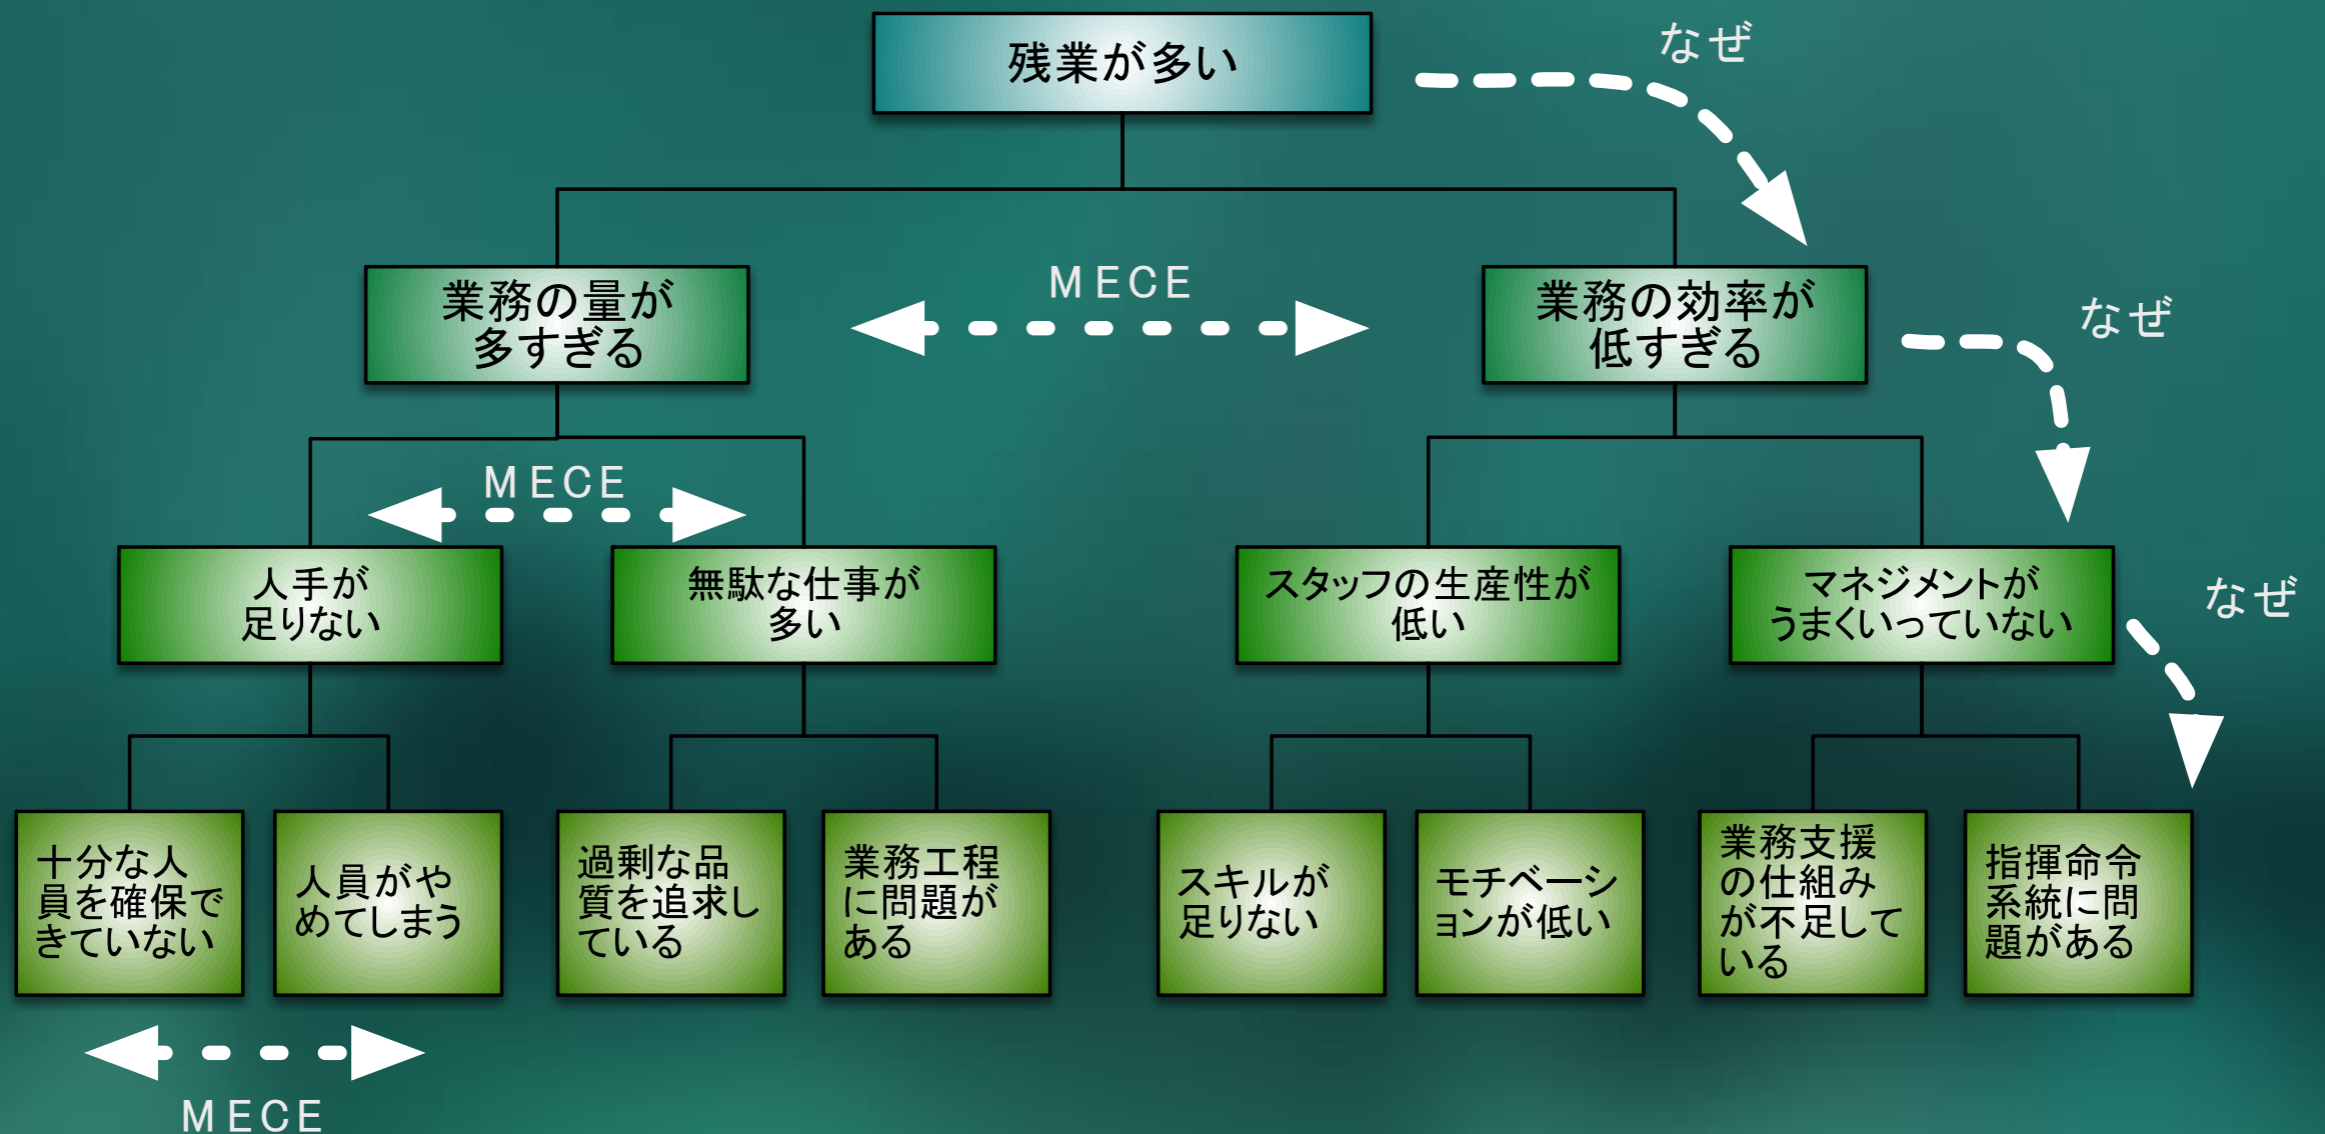 残業が多い
なぜ
業務の量が
多すぎる
MECE
業務の効率が
低すぎる
なぜ
MECE
人手が
足りない
無駄な仕事が
多い
スタッフの生産性が
低い
マネジメントが
うまくいっていない
なぜ
十分な人
員を確保で
きていない
人員がや
めてしまう
過剰な品
質を追求し
ている
業務工程
に問題が
ある
スキルが
足りない
モチベーシ
ョンが低い
業務支援
の仕組み
が不足して
いる
指揮命令
系統に問
題がある
MECE